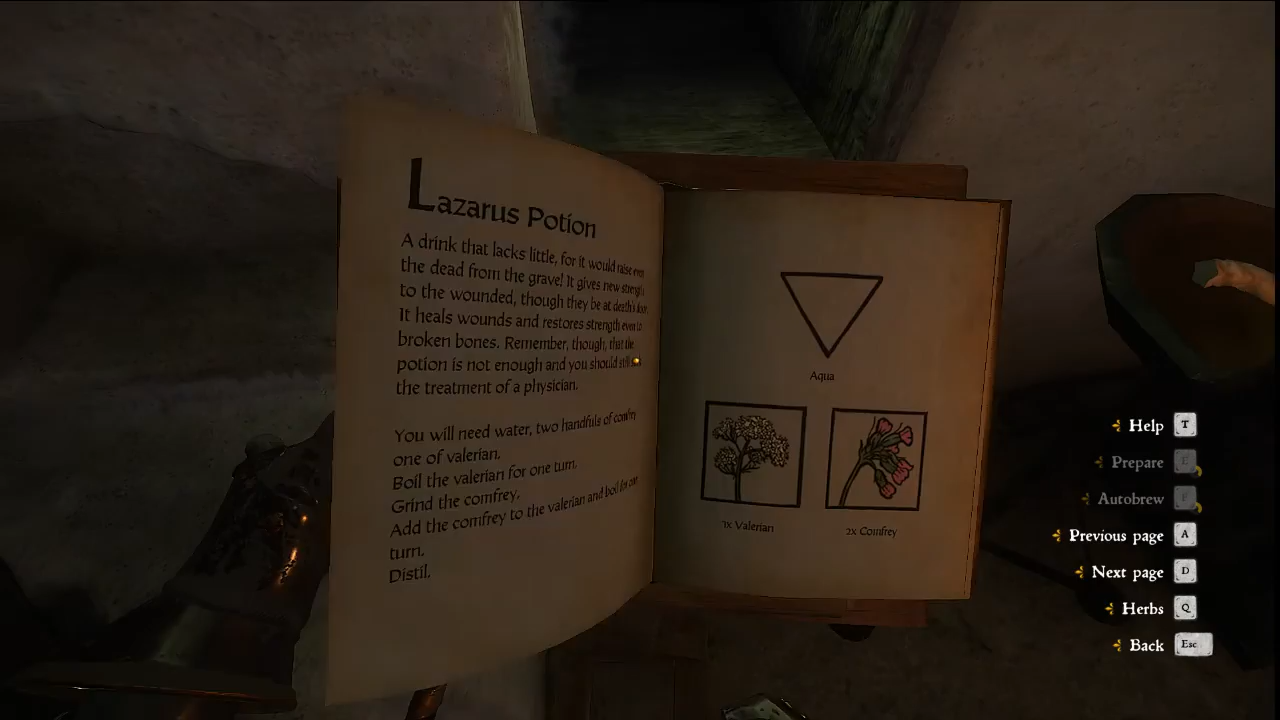 Lazarus Potion
A drink that lacks little, for it would raise even
the dead from the grave! It gives new strength
to the wounded, though they be at death's door.
It heals wounds and restores strength even to
broken bones. Remember, though, that the
potion is not enough and you should still
the treatment of a physician.
You will need water, two handfuls of comfrey
one of valerian.
Boil the valerian for one turn.
Grind the comfrey.
Add the comfrey to the valerian and boil for one
turn.
Distil.
Aqua
1x Valerian
2x Comfrey
Help T
Prepare E
Autobrew F
Previous page A
Next page D
Herbs Q
Back Esc